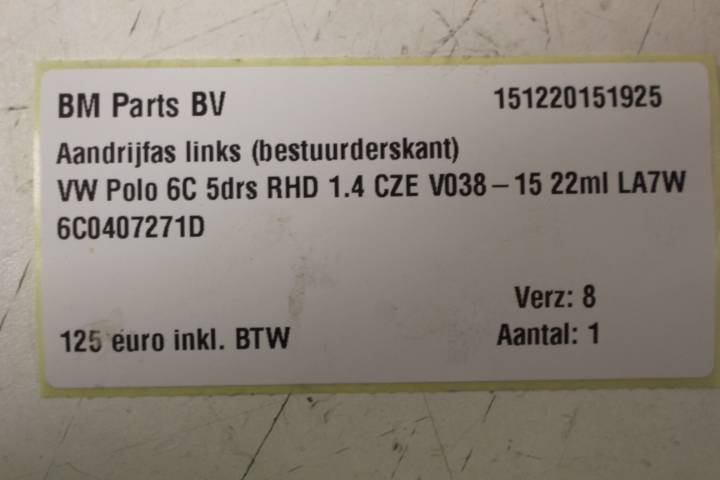 BM Parts BV 151220151925
Aandrijfas links (bestuurderskant)
VW Polo 6C 5drs RHD 1.4 CZE V038-15 22ml LA7W
6C0407271D
Verz: 8
125 euro inkl. BTW Aantal: 1